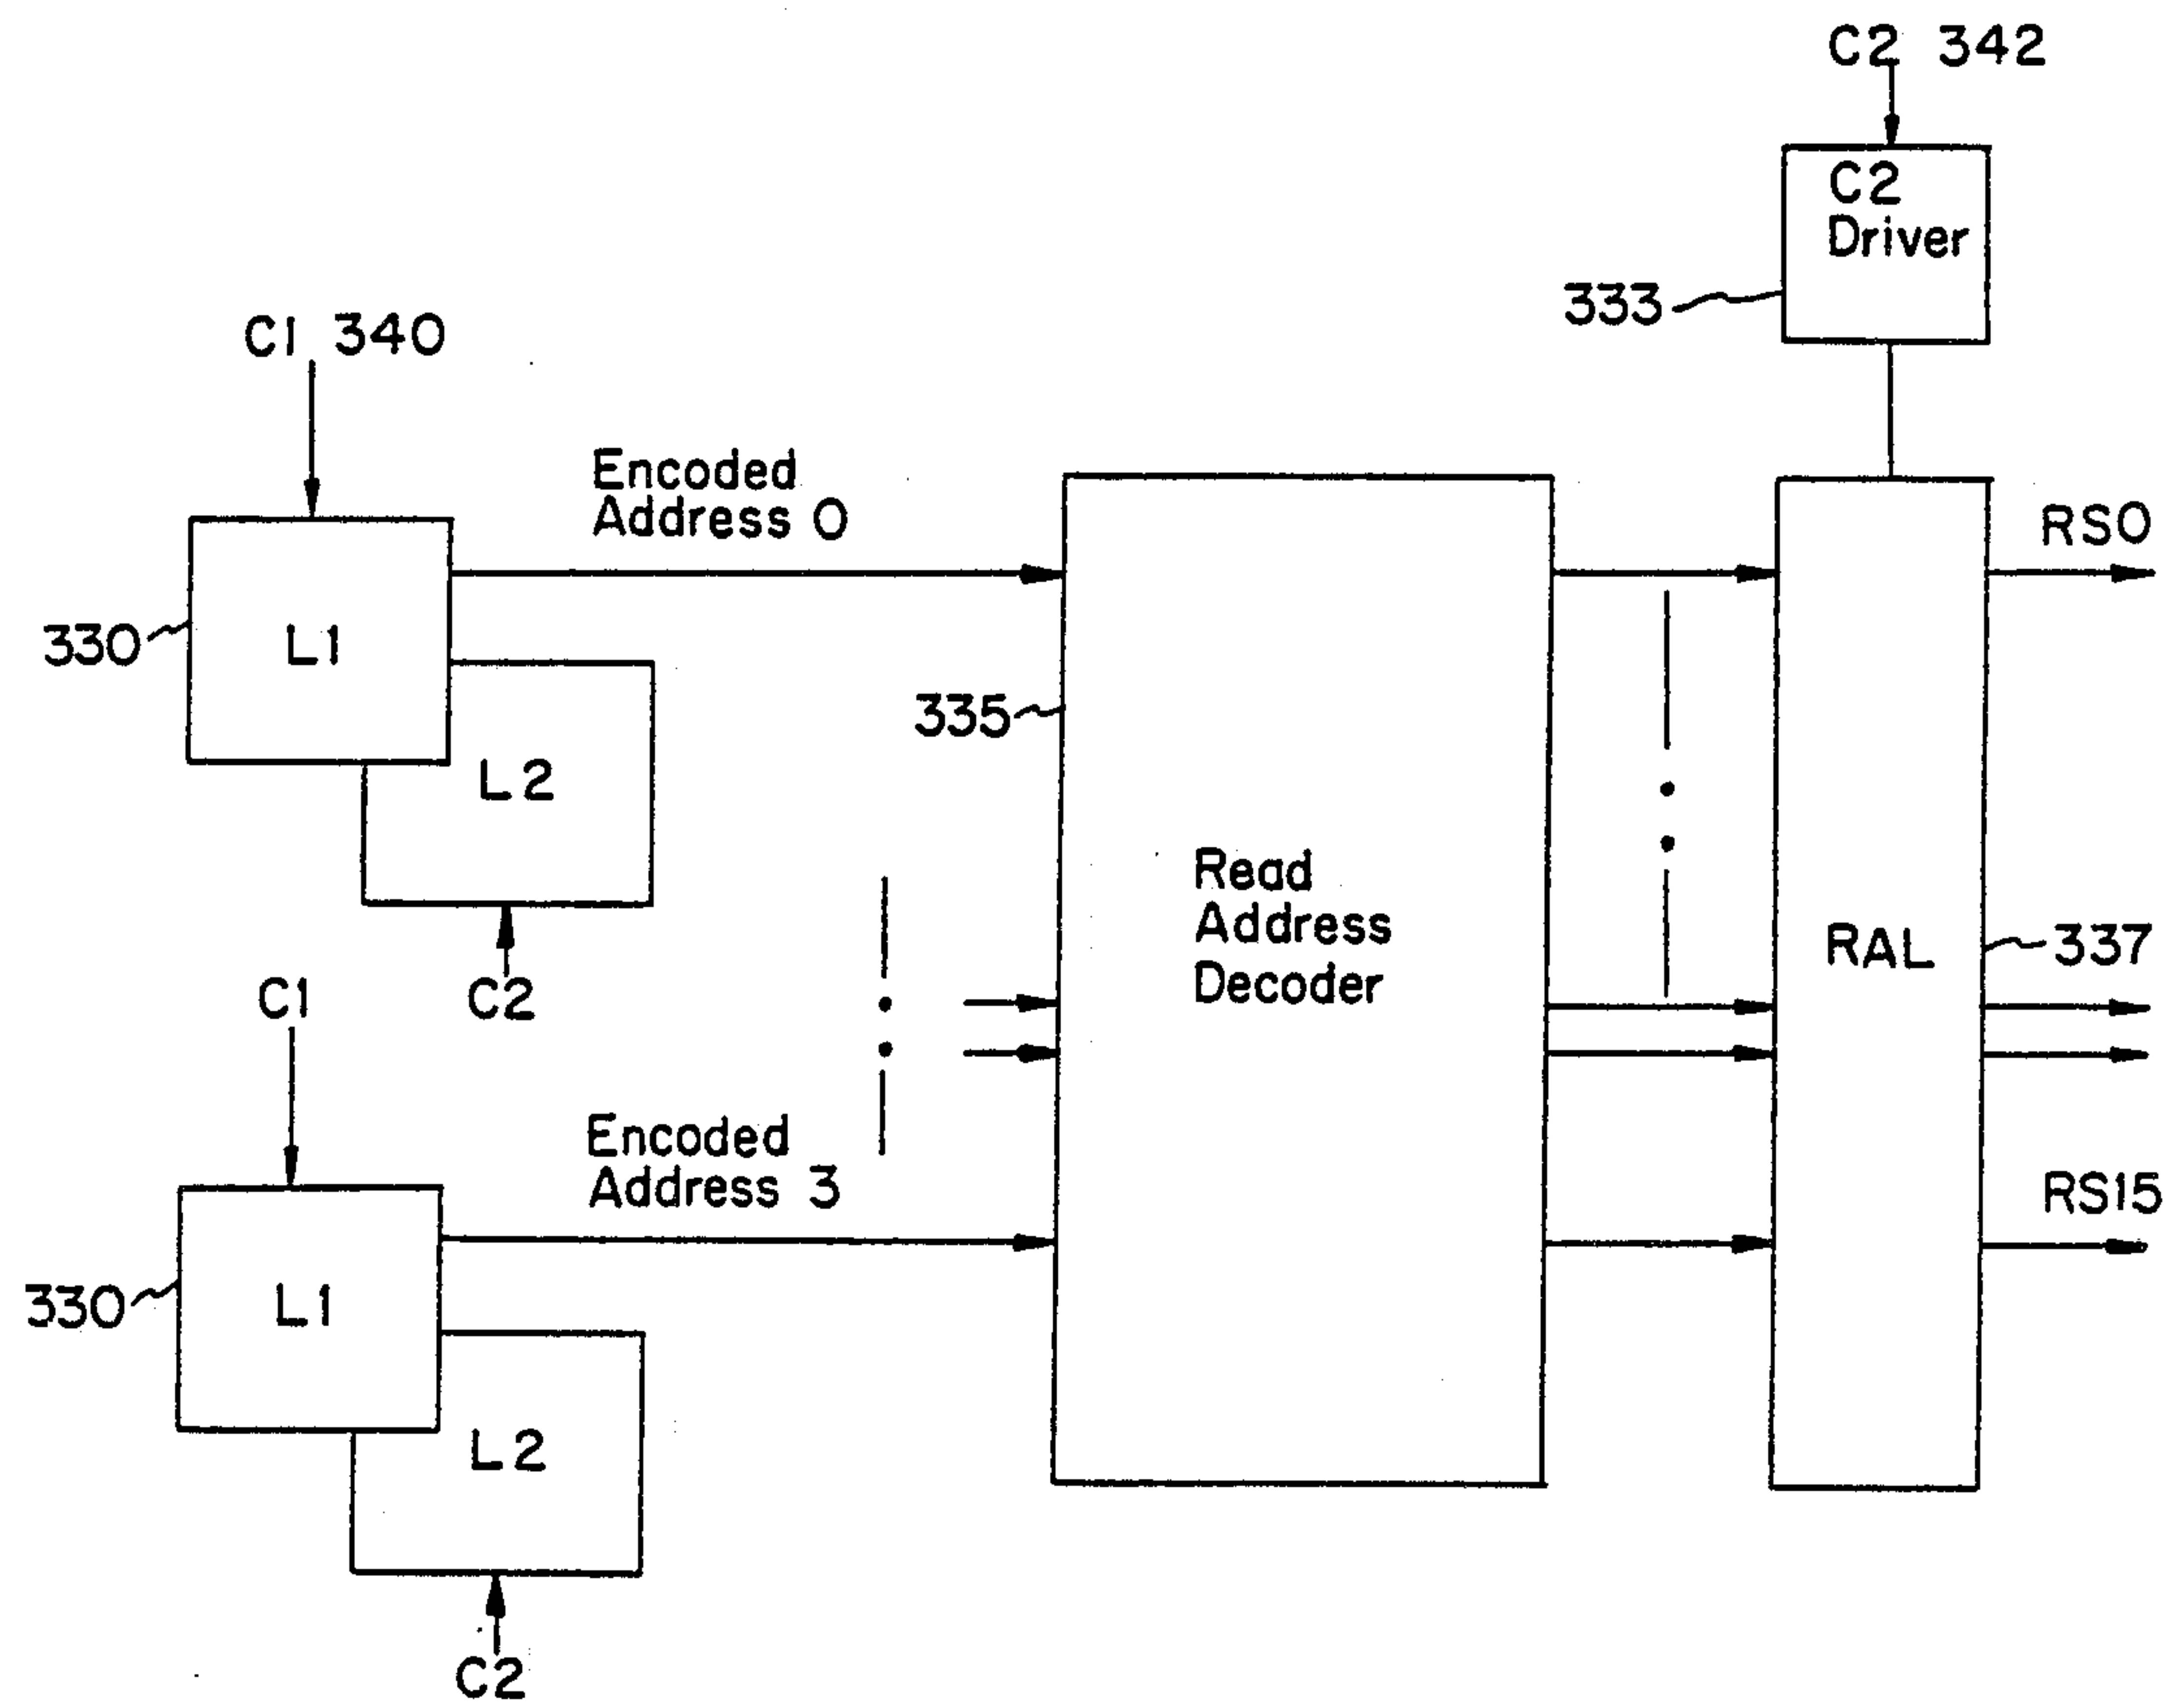 C2 342
C2
Driver
333
C1 340
Encoded
Address 0
RS0
330
L1
335
L2
Read
Address
Decoder
RAL
337
C1
C2
Encoded
Address 3
RS15
330
L1
L2
C2